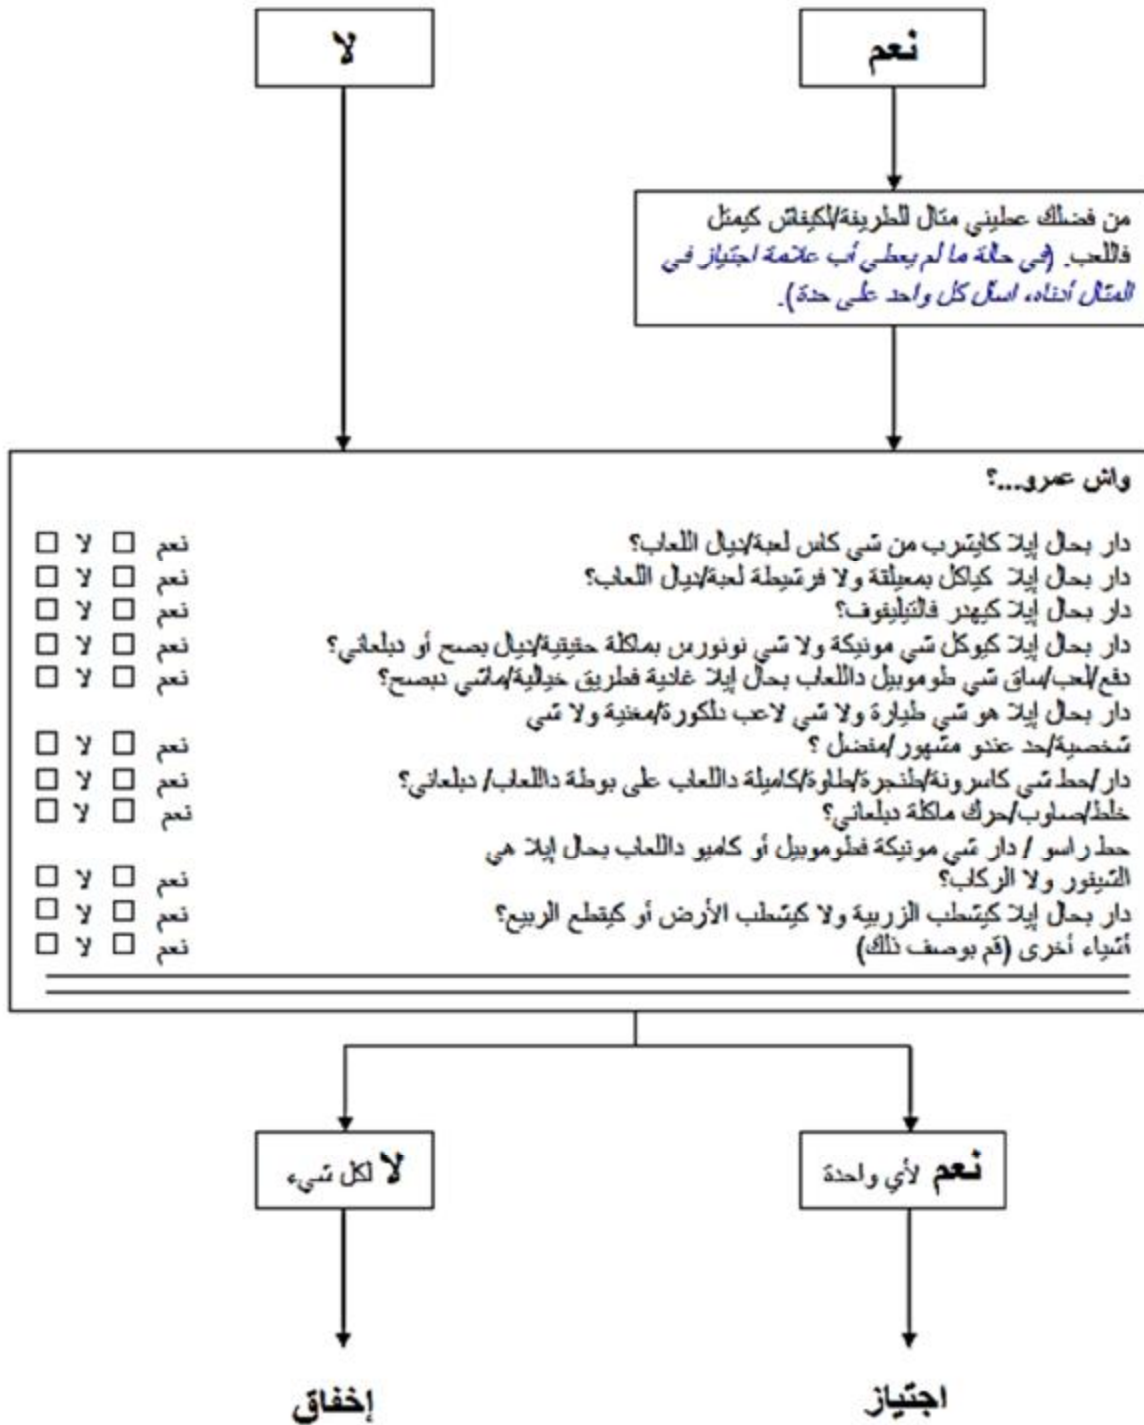 نعم
لا
من فضلك عطيني متال للطريقة/لكيفاش كيمتل
فاللعب. (في حالة ما لم يعطي أب علامة اجتياز في
المثال أدناه، اسأل كل واحد على حدة).
واش عمرو...؟
دار بحال إيلا كايشرب من شي كاس لعبة/ديال اللعاب؟ نعم □ لا □
دار بحال إيلا كياكل بمعيلقة ولا فرشيطة لعبة/ديال اللعاب؟ نعم □ لا □
دار بحال إيلا كيهدر فالتيليفوف؟ نعم □ لا □
دار بحال إيلا كيوكل شي مونيكة ولا شي نونورس بماكلة حقيقية/ديال بصح أو دبلعاني؟ نعم □ لا □
دفع/لعب/ساق شي طوموبيل داللعاب بحال إيلا غادية فطريق خيالية/ماشي دبصح؟ نعم □ لا □
دار بحال إيلا هو شي طيارة ولا شي لاعب دلكورة/مغنية ولا شي
شخصية/حد عندو مشهور/مفضل ؟ نعم □ لا □
دار/حط شي كاسرونة/طنجرة/طاوة/كاميلة داللعاب على بوطة داللعاب/ دبلعاني؟ نعم □ لا □
خلط/صاوب/حرك ماكلة دبلعاني؟ نعم □ لا □
حط راسو / دار شي مونيكة فطوموبيل أو كاميو داللعاب بحال إيلا هي
الشيفور ولا الركاب؟ نعم □ لا □
دار بحال إيلا كيشطب الزربية ولا كيشطب الأرض أو كيقطع الربيع؟ نعم □ لا □
أشياء أخرى (قم بوصف ذلك) نعم □ لا □
نعم لأي واحدة
لا لكل شيء
اجتياز
إخفاق